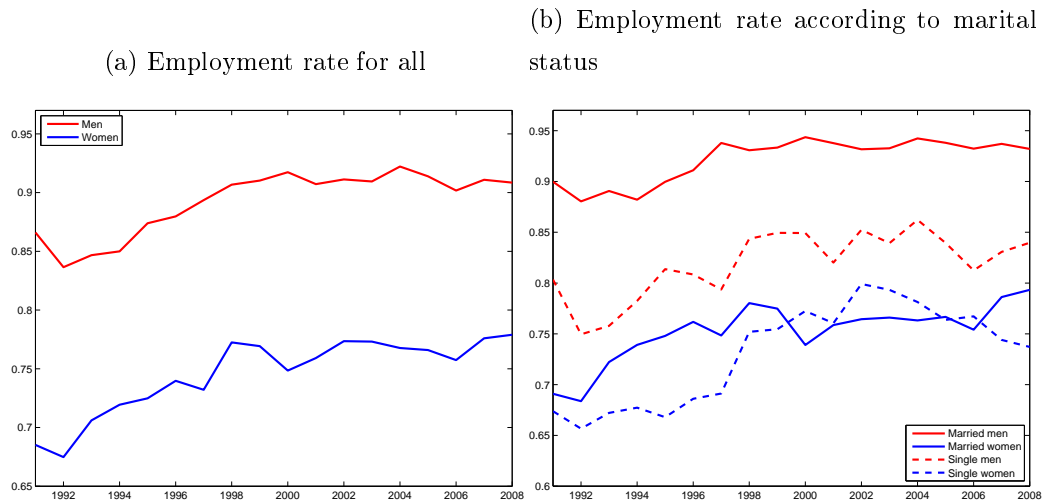 (a) Employment rate for all
(b) Employment rate according to marital
status
Men
Women
0.95
0.9
0.85
0.8
0.75
0.7
0.65
1992 1994 1996 1998 2000 2002 2004 2006 2008
0.95
0.9
0.85
0.8
0.75
0.7
0.65
0.6
Married men
Married women
Single men
Single women
1992 1994 1996 1998 2000 2002 2004 2006 2008